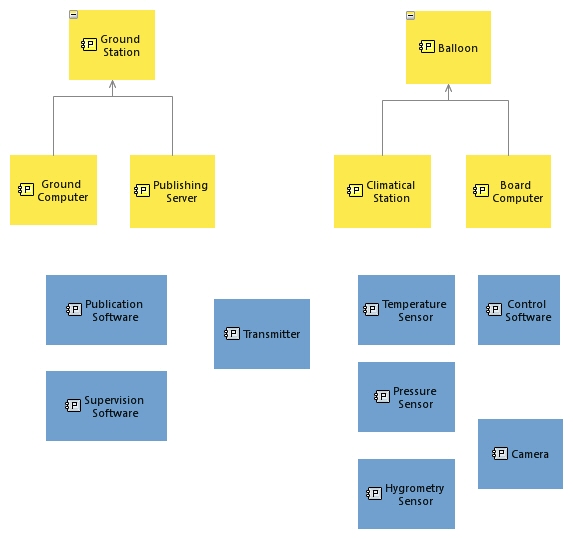 P Ground
Station
P Balloon
P Ground
Computer
P Publishing
Server
P Climatical
Station
P Board
Computer
P Publication
Software
P Transmitter
P Temperature
Sensor
P Control
Software
P Supervision
Software
P Pressure
Sensor
P Camera
P Hygrometry
Sensor